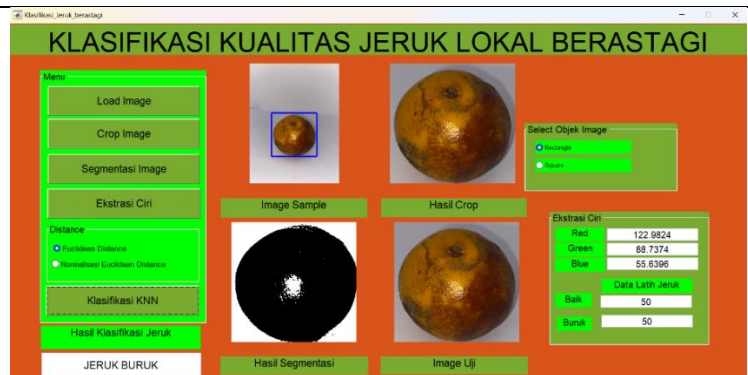 Klasifikasi_jeruk_berastagi
KLASIFIKASI KUALITAS JERUK LOKAL BERASTAGI
Menu
Load Image
Crop Image
Segmentasi Image
Ekstrasi Ciri
Distance
Euclidean Distance
Normalisasi Euclidean Distance
Klasifikasi KNN
Hasil Klasifikasi Jeruk
JERUK BURUK
Image Sample
Hasil Crop
Hasil Segmentasi
Image Uji
Select Objek Image
Rectangle
Square
Ekstrasi Ciri
Red 122.9824
Green 88.7374
Blue 55.6396
Data Latih Jeruk
Baik 50
Buruk 50